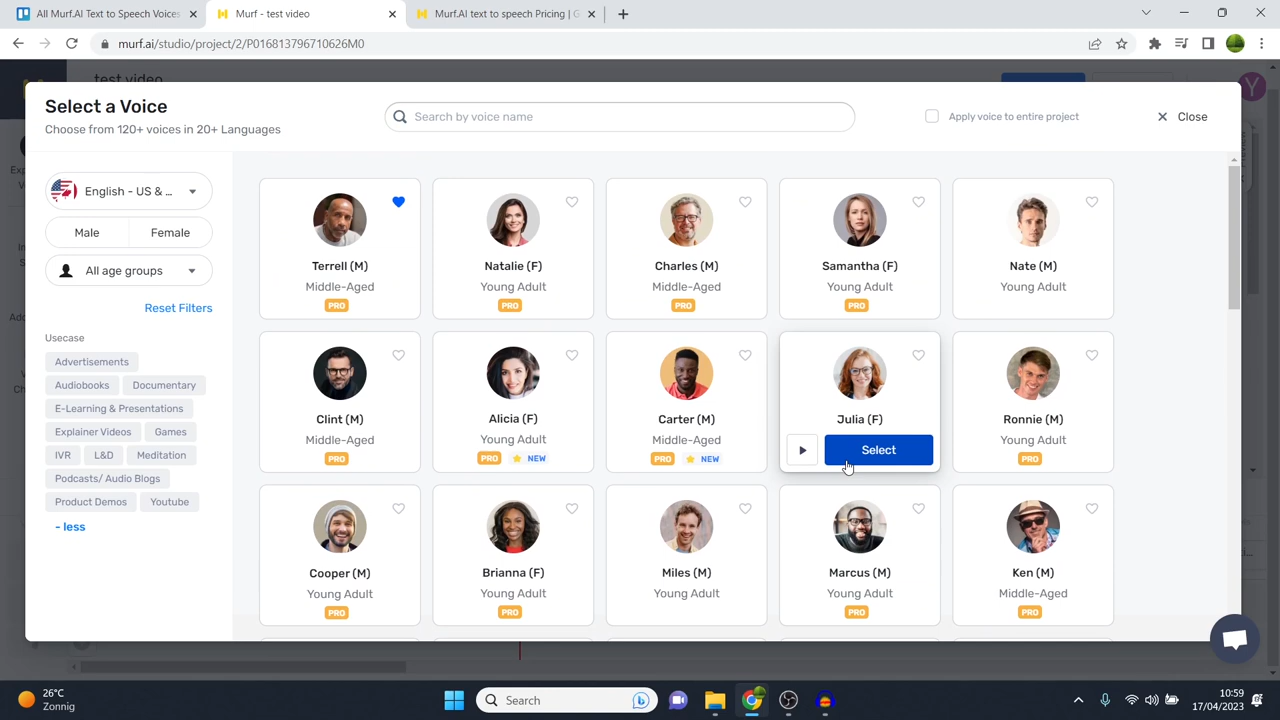 All Murf.AI Text to Speech Voices
Murf - test video
Murf.AI text to speech Pricing | G
murf.ai/studio/project/2/P016813796710626M0
test video
Select a Voice
Choose from 120+ voices in 20+ Languages
Search by voice name
Apply voice to entire project
Close
English - US & ...
Male Female
All age groups
Reset Filters
Usecase
Advertisements
Audiobooks Documentary
E-Learning & Presentations
Explainer Videos Games
IVR L&D Meditation
Podcasts/ Audio Blogs
Product Demos Youtube
- less
Terrell (M) Natalie (F) Charles (M) Samantha (F) Nate (M)
Middle-Aged Young Adult Middle-Aged Young Adult Young Adult
PRO PRO PRO PRO
Clint (M) Alicia (F) Carter (M) Julia (F) Ronnie (M)
Middle-Aged Young Adult Middle-Aged Select Young Adult
PRO PRO NEW PRO NEW PRO
Cooper (M) Brianna (F) Miles (M) Marcus (M) Ken (M)
Young Adult Young Adult Young Adult Young Adult Middle-Aged
PRO PRO PRO PRO
26°C
Zonnig
Search
10:59
17/04/2023